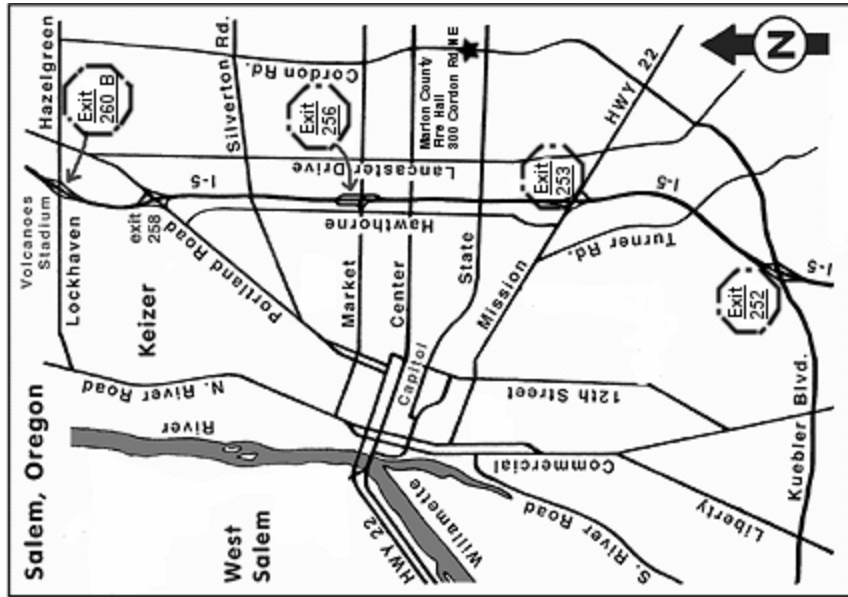 Salem, Oregon
West
Salem
HWY 22
Willamette
River
N. River Road
Lockhaven
Volcanoes
Stadium
Keizer
exit
258
Portland Road
Hazelgreen
Exit
260 B
Silverton Rd.
Cordon Rd.
Exit
256
I-5
Lancaster
Drive
Hawthorne
Market
Center
State
Capitol
Mission
Marion County
Fire Hall
300 Cordon Rd NE
HWY 22
N
Exit
253
I-5
Turner Rd.
12th Street
Commercial
S. River Road
Liberty
Kuebler Blvd.
Exit
252
I-5